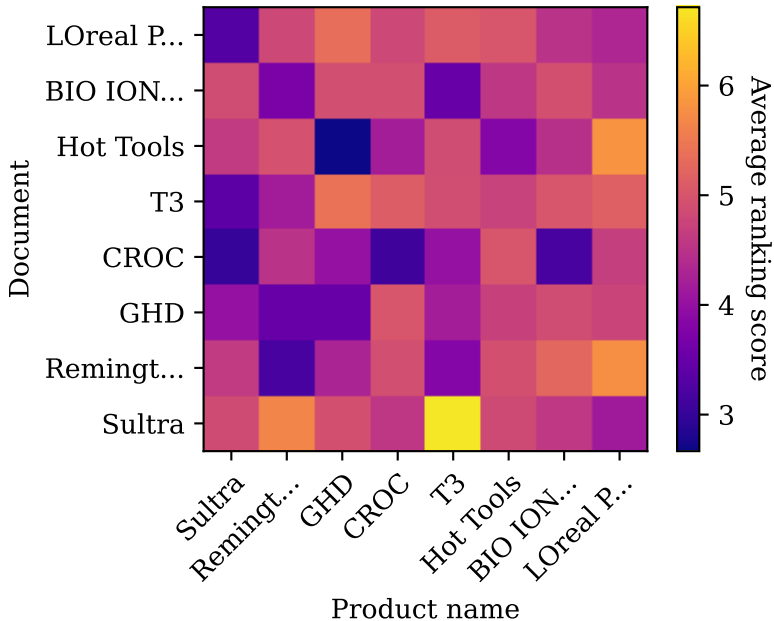 LOreal P...
BIO ION...
Hot Tools
T3
CROC
GHD
Remingt...
Sultra
Document
Sultra
Remingt...
GHD
CROC
T3
Hot Tools
BIO ION...
LOreal P...
Product name
6
5
4
3
Average ranking score